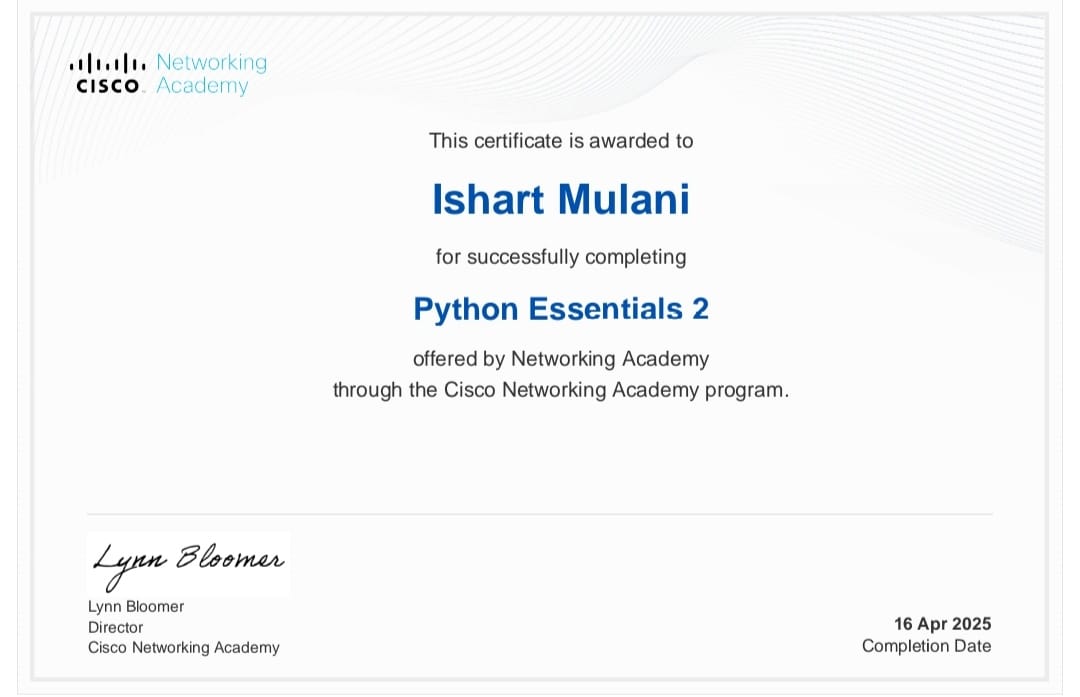 Networking
CISCO Academy
This certificate is awarded to
Ishart Mulani
for successfully completing
Python Essentials 2
offered by Networking Academy
through the Cisco Networking Academy program.
Lynn Bloomer
Lynn Bloomer
Director
Cisco Networking Academy
16 Apr 2025
Completion Date